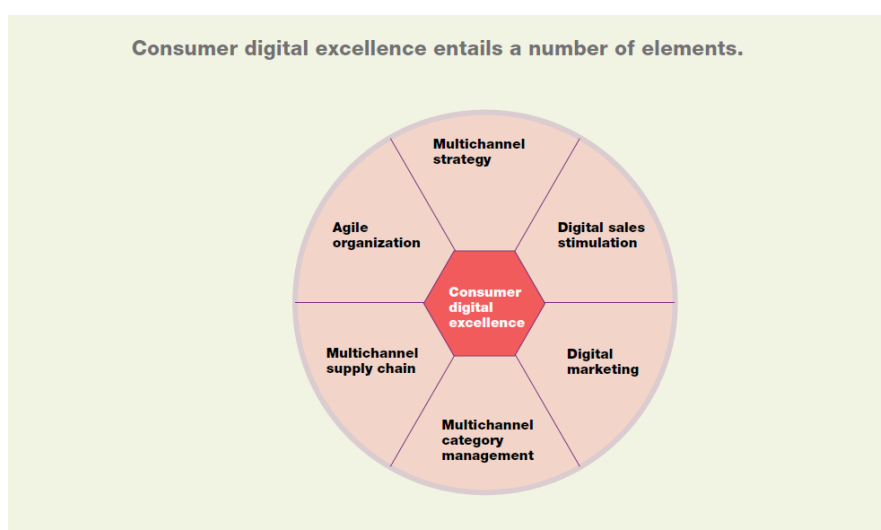 Consumer digital excellence entails a number of elements.
Multichannel
strategy
Digital sales
stimulation
Digital
marketing
Multichannel
category
management
Multichannel
supply chain
Agile
organization
Consumer
digital
excellence